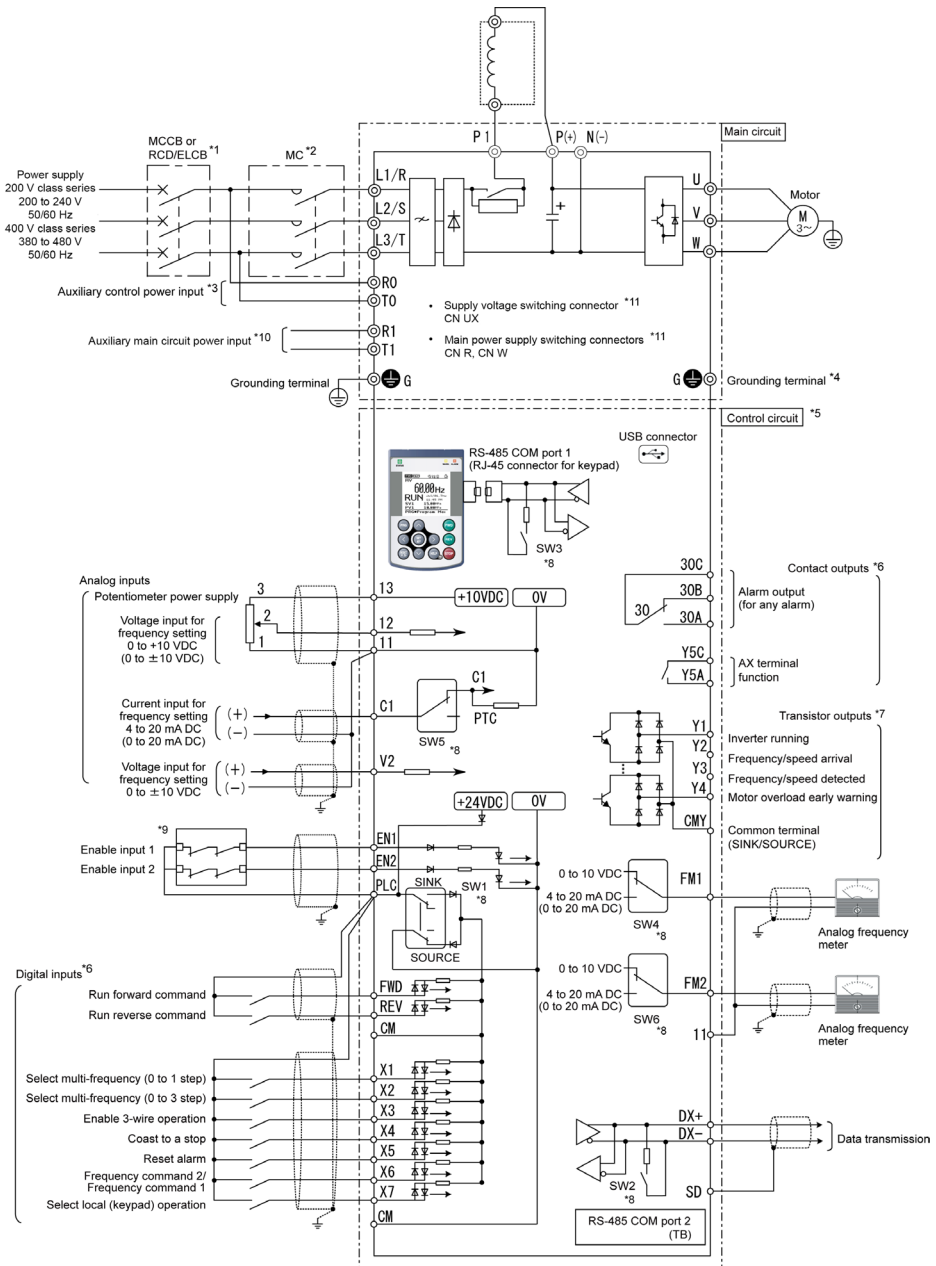 P1
P(+)
N(-)
Main circuit
MCCB or
RCD/ELCB *1
MC *2
Power supply
200 V class series
200 to 240 V
50/60 Hz
400 V class series
380 to 480 V
50/60 Hz
L1/R
L2/S
L3/T
+
U
V
W
Motor
M
3~
Auxiliary control power input *3
R0
T0
Auxiliary main circuit power input *10
R1
T1
• Supply voltage switching connector *11
CN UX
• Main power supply switching connectors *11
CN R, CN W
Grounding terminal
G
G
Grounding terminal *4
Control circuit *5
USB connector
RS-485 COM port 1
(RJ-45 connector for keypad)
60.00Hz
RUN
PRG➧Program Menu
STOP
SW3
*8
Analog inputs
Potentiometer power supply
3
2
1
Voltage input for
frequency setting
0 to +10 VDC
(0 to ±10 VDC)
13
12
11
+10VDC
0V
Current input for
frequency setting
4 to 20 mA DC
(0 to 20 mA DC)
(+)
(-)
C1
C1
PTC
SW5
*8
Voltage input for
frequency setting
0 to ±10 VDC
(+)
(-)
V2
+24VDC
0V
*9
Enable input 1
Enable input 2
EN1
EN2
PLC
SINK
SW1
*8
SOURCE
Digital inputs*6
Run forward command
Run reverse command
FWD
REV
CM
Select multi-frequency (0 to 1 step)
Select multi-frequency (0 to 3 step)
Enable 3-wire operation
Coast to a stop
Reset alarm
Frequency command 2/
Frequency command 1
Select local (keypad) operation
X1
X2
X3
X4
X5
X6
X7
CM
Contact outputs *6
30C
30B
30
30A
Alarm output
(for any alarm)
Y5C
Y5A
AX terminal
function
Transistor outputs *7
Y1
Inverter running
Y2
Frequency/speed arrival
Y3
Frequency/speed detected
Y4
Motor overload early warning
CMY
Common terminal
(SINK/SOURCE)
0 to 10 VDC
4 to 20 mA DC
(0 to 20 mA DC)
SW4
*8
FM1
Analog frequency
meter
0 to 10 VDC
4 to 20 mA DC
(0 to 20 mA DC)
SW6
*8
FM2
11
Analog frequency
meter
DX+
DX-
Data transmission
SW2
*8
SD
RS-485 COM port 2
(TB)